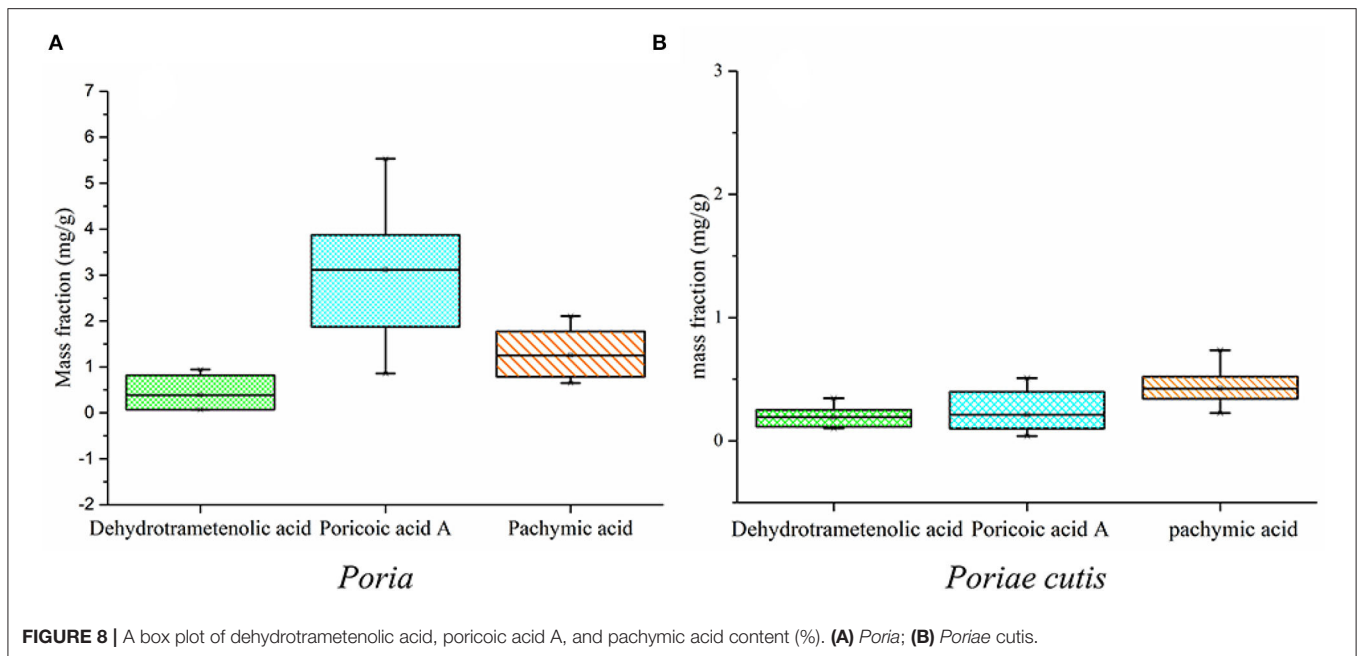 A
7
6
5
4
3
2
1
0
-1
-2
Mass fraction (mg/g)
Dehydrotrametenolic acid Poricoic acid A Pachymic acid
Poria
B
3
2
1
0
mass fraction (mg/g)
Dehydrotrametenolic acid Poricoic acid A pachymic acid
Poriae cutis
FIGURE 8 | A box plot of dehydrotrametenolic acid, poricoic acid A, and pachymic acid content (%). (A) Poria; (B) Poriae cutis.